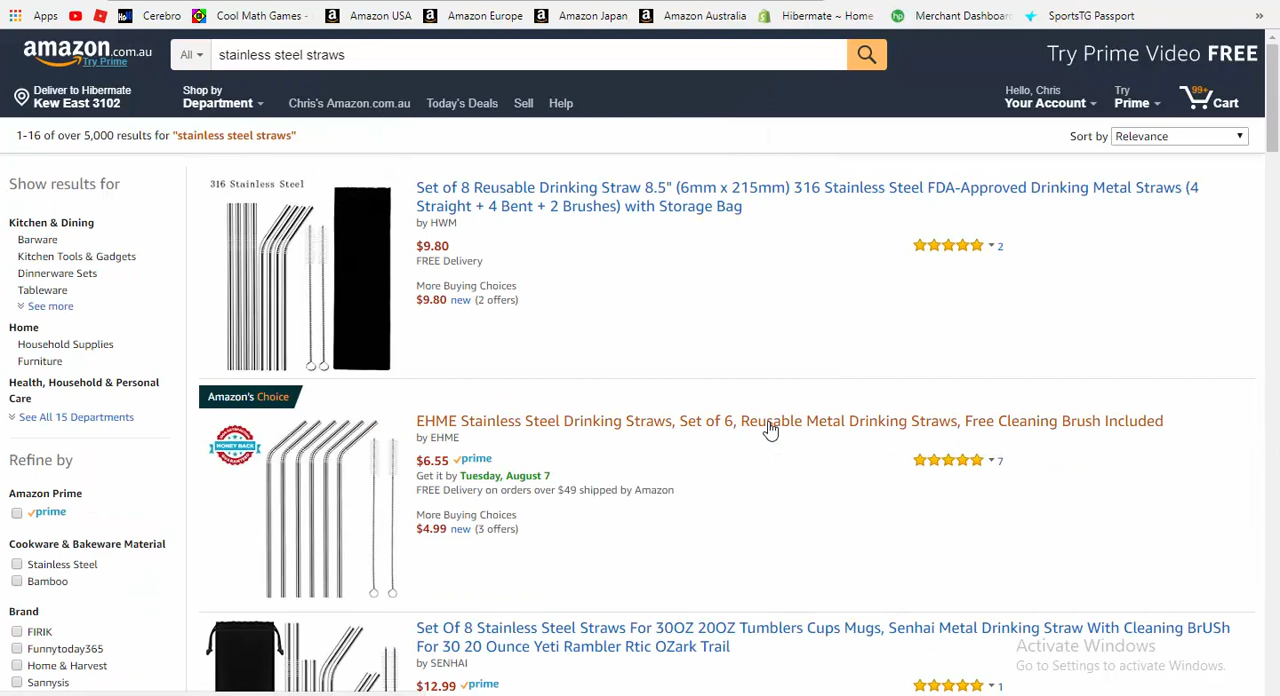 Apps Cerebro Cool Math Games - Amazon USA Amazon Europe Amazon Japan Amazon Australia Hibermate ~ Home Merchant Dashboar SportsTG Passport »
amazon.com.au
Try Prime
All
stainless steel straws
Try Prime Video FREE
Deliver to Hibermate
Kew East 3102
Shop by
Department
Chris's Amazon.com.au Today's Deals Sell Help
Hello, Chris
Your Account
Try
Prime
99+
Cart
1-16 of over 5,000 results for "stainless steel straws"
Sort by Relevance
Show results for
Kitchen & Dining
Barware
Kitchen Tools & Gadgets
Dinnerware Sets
Tableware
See more
Home
Household Supplies
Furniture
Health, Household & Personal
Care
See All 15 Departments
Refine by
Amazon Prime
prime
Cookware & Bakeware Material
Stainless Steel
Bamboo
Brand
FIRIK
Funnytoday365
Home & Harvest
Sannysis
316 Stainless Steel
Set of 8 Reusable Drinking Straw 8.5" (6mm x 215mm) 316 Stainless Steel FDA-Approved Drinking Metal Straws (4
Straight + 4 Bent + 2 Brushes) with Storage Bag
by HWM
$9.80
FREE Delivery
More Buying Choices
$9.80 new (2 offers)
2
Amazon's Choice
MONEY BACK
EHME Stainless Steel Drinking Straws, Set of 6, Reusable Metal Drinking Straws, Free Cleaning Brush Included
by EHME
$6.55 prime
Get it by Tuesday, August 7
FREE Delivery on orders over $49 shipped by Amazon
More Buying Choices
$4.99 new (3 offers)
7
Set Of 8 Stainless Steel Straws For 30OZ 20OZ Tumblers Cups Mugs, Senhai Metal Drinking Straw With Cleaning BrUSh
For 30 20 Ounce Yeti Rambler Rtic OZark Trail
by SENHAI
$12.99 prime
1
Activate Windows
Go to Settings to activate Windows.